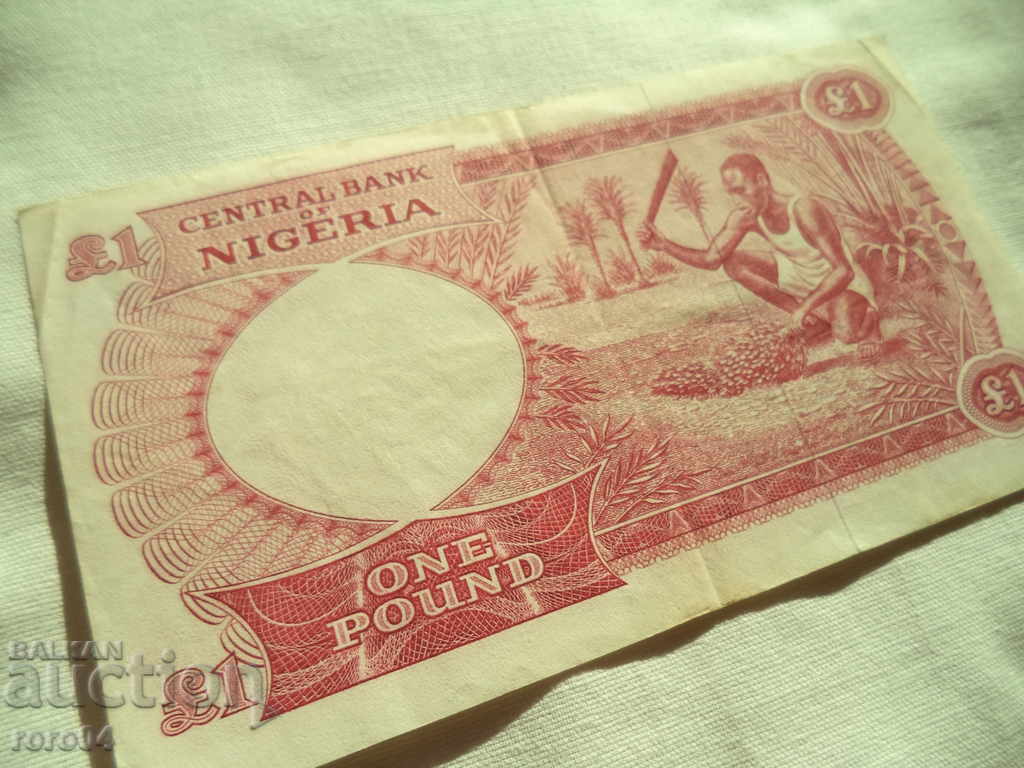 £1
CENTRAL BANK
OF
NIGERIA
£1
£1
ONE
POUND
£1
BALKAN
auction
roro04